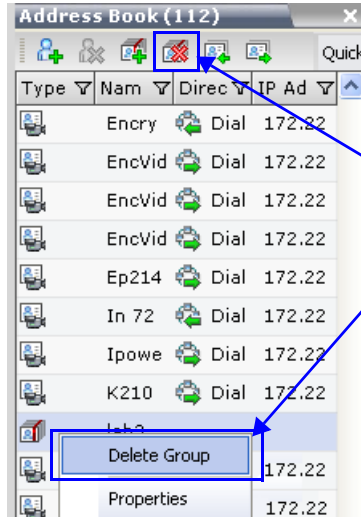 Address Book (112)
Quick
Type Nam Direc IP Ad
Encry Dial 172.22
EncVid Dial 172.22
EncVid Dial 172.22
EncVid Dial 172.22
Ep214 Dial 172.22
In 72 Dial 172.22
Ipowe Dial 172.22
K210 Dial 172.22
Delete Group
172.22
Properties
172.22